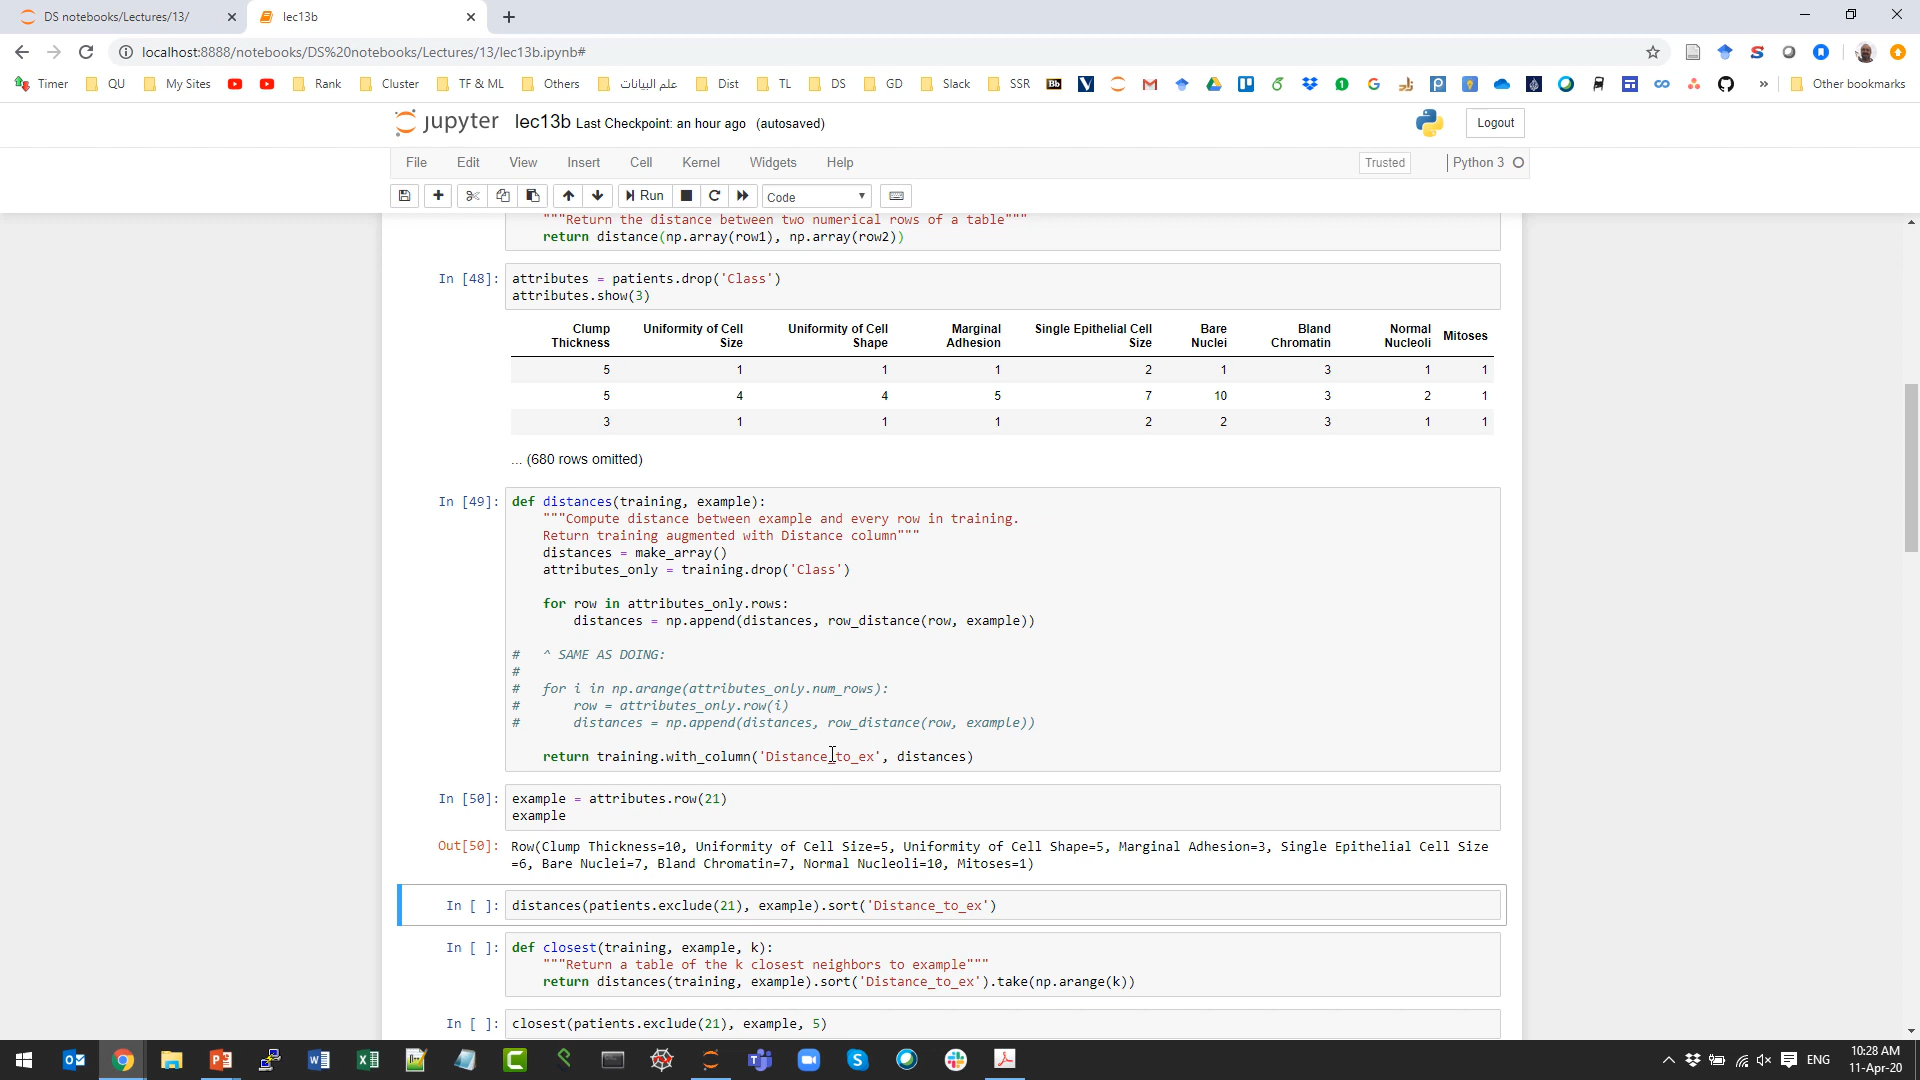 DS notebooks/Lectures/13/
lec13b
localhost:8888/notebooks/DS%20notebooks/Lectures/13/lec13b.ipynb#
Timer QU My Sites Rank Cluster TF & ML Others علم البيانات Dist TL DS GD Slack SSR Bb » Other bookmarks
jupyter lec13b Last Checkpoint: an hour ago (autosaved) Logout
File Edit View Insert Cell Kernel Widgets Help Trusted Python 3
Run Code
"""Return the distance between two numerical rows of a table"""
return distance(np.array(row1), np.array(row2))
In [48]: attributes = patients.drop('Class')
attributes.show(3)
Clump Thickness Uniformity of Cell Size Uniformity of Cell Shape Marginal Adhesion Single Epithelial Cell Size Bare Nuclei Bland Chromatin Normal Nucleoli Mitoses
5 1 1 1 2 1 3 1 1
5 4 4 5 7 10 3 2 1
3 1 1 1 2 2 3 1 1
... (680 rows omitted)
In [49]: def distances(training, example):
"""Compute distance between example and every row in training.
Return training augmented with Distance column"""
distances = make_array()
attributes_only = training.drop('Class')
for row in attributes_only.rows:
distances = np.append(distances, row_distance(row, example))
# ^ SAME AS DOING:
#
# for i in np.arange(attributes_only.num_rows):
# row = attributes_only.row(i)
# distances = np.append(distances, row_distance(row, example))
return training.with_column('Distance_to_ex', distances)
In [50]: example = attributes.row(21)
example
Out[50]: Row(Clump Thickness=10, Uniformity of Cell Size=5, Uniformity of Cell Shape=5, Marginal Adhesion=3, Single Epithelial Cell Size
=6, Bare Nuclei=7, Bland Chromatin=7, Normal Nucleoli=10, Mitoses=1)
In [ ]: distances(patients.exclude(21), example).sort('Distance_to_ex')
In [ ]: def closest(training, example, k):
"""Return a table of the k closest neighbors to example"""
return distances(training, example).sort('Distance_to_ex').take(np.arange(k))
In [ ]: closest(patients.exclude(21), example, 5)
ENG
10:28 AM
11-Apr-20